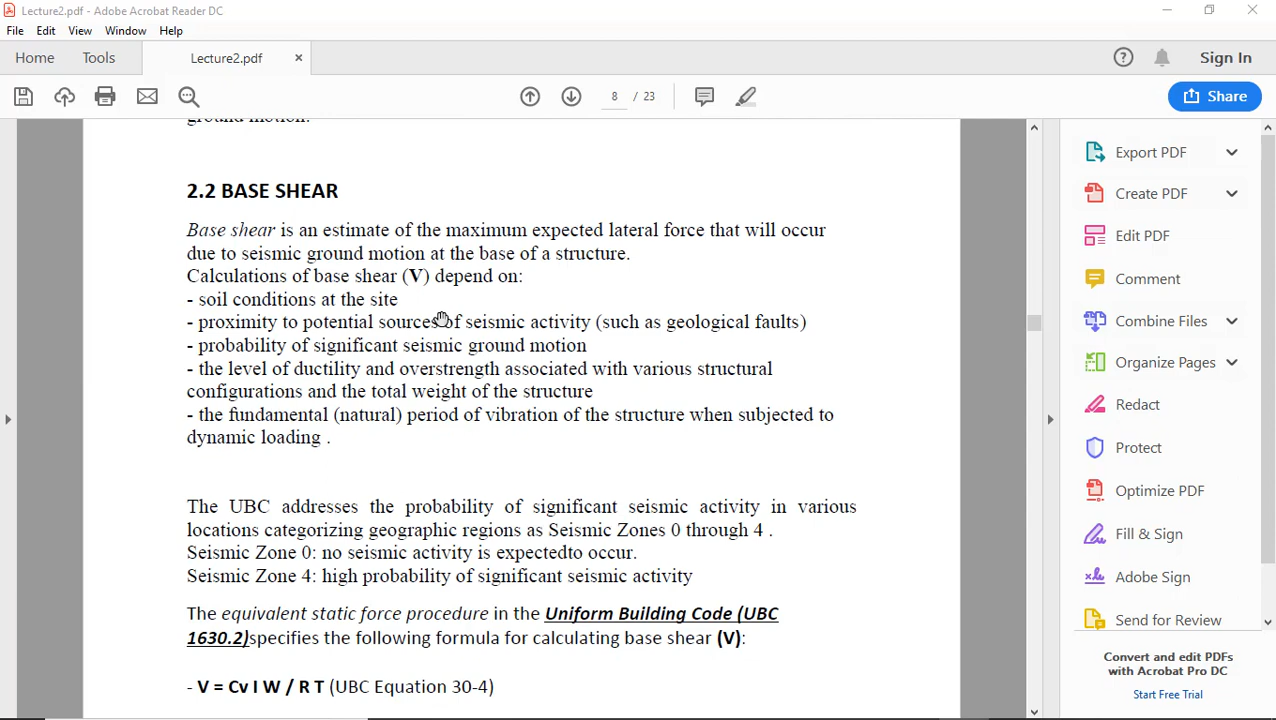 Lecture2.pdf - Adobe Acrobat Reader DC
File Edit View Window Help
Home Tools Lecture2.pdf × Sign In
8 / 23 Share
ground motion.
2.2 BASE SHEAR
Base shear is an estimate of the maximum expected lateral force that will occur
due to seismic ground motion at the base of a structure.
Calculations of base shear (V) depend on:
- soil conditions at the site
- proximity to potential sources of seismic activity (such as geological faults)
- probability of significant seismic ground motion
- the level of ductility and overstrength associated with various structural
configurations and the total weight of the structure
- the fundamental (natural) period of vibration of the structure when subjected to
dynamic loading .
The UBC addresses the probability of significant seismic activity in various
locations categorizing geographic regions as Seismic Zones 0 through 4 .
Seismic Zone 0: no seismic activity is expectedto occur.
Seismic Zone 4: high probability of significant seismic activity
The equivalent static force procedure in the Uniform Building Code (UBC
1630.2)specifies the following formula for calculating base shear (V):
- V = Cv I W / R T (UBC Equation 30-4)
Export PDF
Create PDF
Edit PDF
Comment
Combine Files
Organize Pages
Redact
Protect
Optimize PDF
Fill & Sign
Adobe Sign
Send for Review
Convert and edit PDFs
with Acrobat Pro DC
Start Free Trial